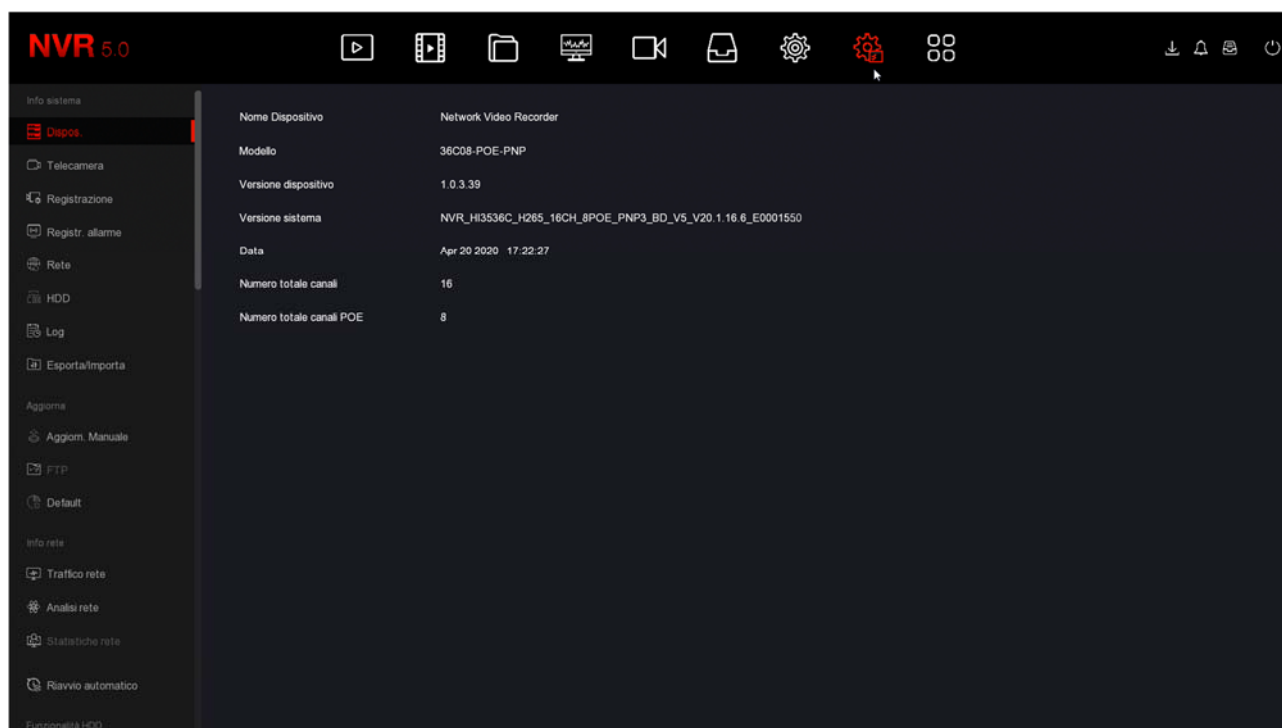 NVR 5.0
Info sistema
Dispos.
Telecamera
Registrazione
Registr. allarme
Rete
HDD
Log
Esporta/Importa
Aggiorna
Aggiorn. Manuale
FTP
Default
Info rete
Traffico rete
Analisi rete
Statistiche rete
Riavvio automatico
Funzionalità HDD
Nome Dispositivo Network Video Recorder
Modello 36C08-POE-PNP
Versione dispositivo 1.0.3.39
Versione sistema NVR_HI3536C_H265_16CH_8POE_PNP3_BD_V5_V20.1.16.6_E0001550
Data Apr 20 2020 17:22:27
Numero totale canali 16
Numero totale canali POE 8